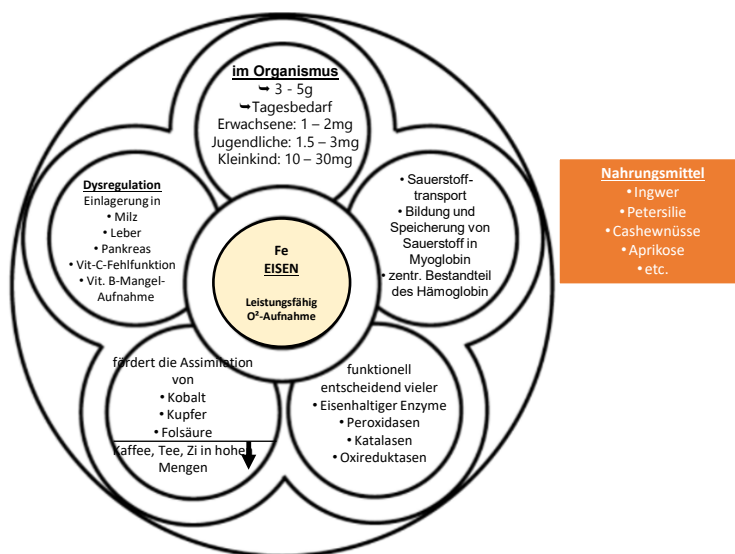 im Organismus
➥ 3 - 5g
➥Tagesbedarf
Erwachsene: 1 – 2mg
Jugendliche: 1.5 – 3mg
Kleinkind: 10 – 30mg
Dysregulation
Einlagerung in
• Milz
• Leber
• Pankreas
• Vit-C-Fehlfunktion
• Vit. B-Mangel-
Aufnahme
• Sauerstoff-
transport
• Bildung und
Speicherung von
Sauerstoff in
Myoglobin
• zentr. Bestandteil
des Hämoglobin
Fe
EISEN
Leistungsfähig
O²-Aufnahme
fördert die Assimilation
von
• Kobalt
• Kupfer
• Folsäure
Kaffee, Tee, Zi in hohen
Mengen
funktionell
entscheidend vieler
• Eisenhaltiger Enzyme
• Peroxidasen
• Katalasen
• Oxireduktasen
Nahrungsmittel
• Ingwer
• Petersilie
• Cashewnüsse
• Aprikose
• etc.